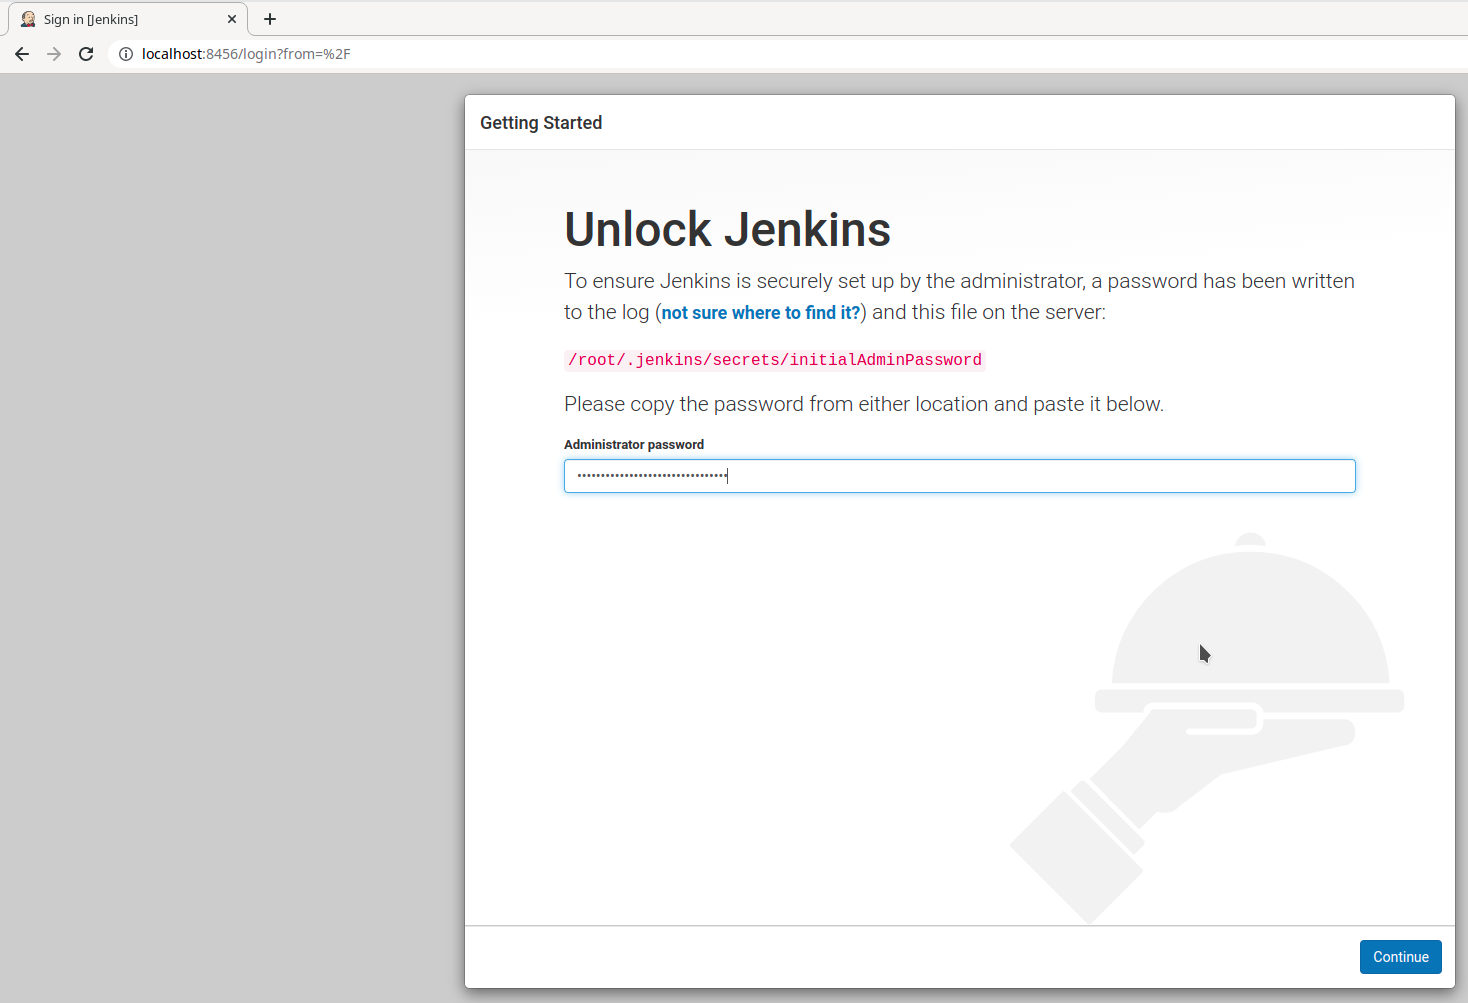 Sign in [Jenkins]
localhost:8456/login?from=%2F
Getting Started
Unlock Jenkins
To ensure Jenkins is securely set up by the administrator, a password has been written
to the log (not sure where to find it?) and this file on the server:
/root/.jenkins/secrets/initialAdminPassword
Please copy the password from either location and paste it below.
Administrator password
Continue